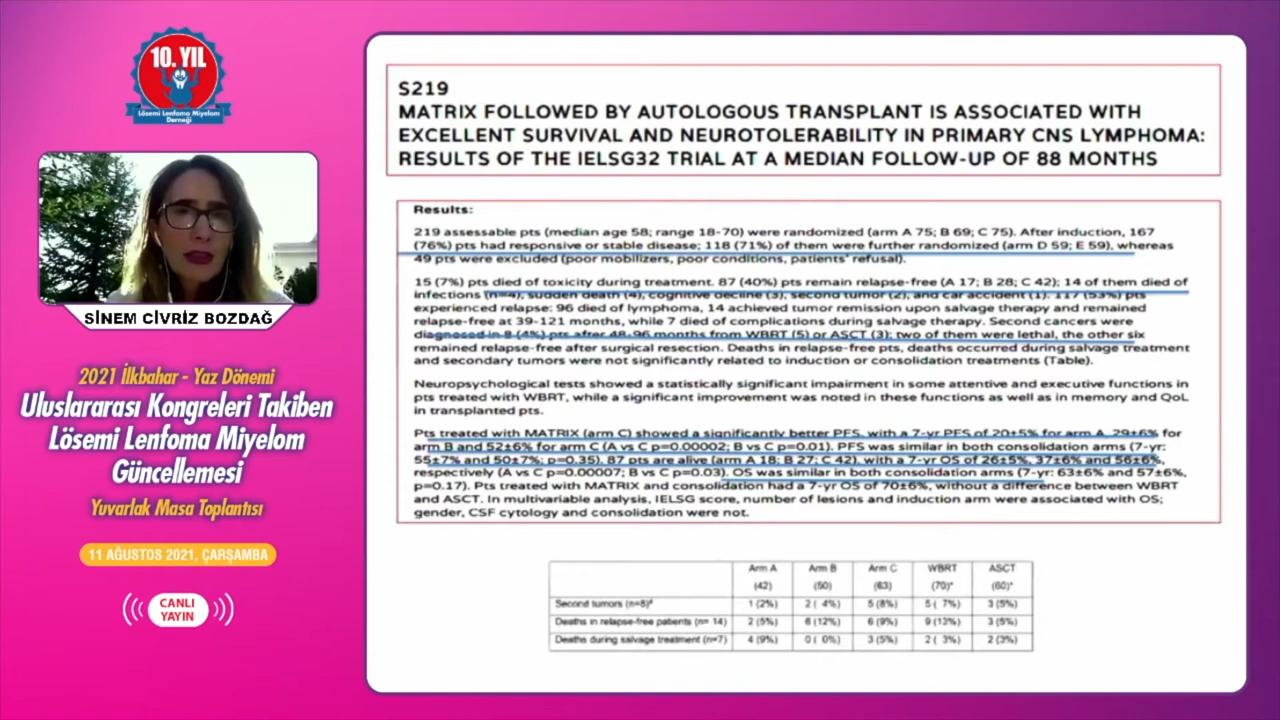 10. YIL
Lösemi Lenfoma Miyelom
Derneği
SİNEM CİVRİZ BOZDAĞ
2021 İlkbahar - Yaz Dönemi
Uluslararası Kongreleri Takiben
Lösemi Lenfoma Miyelom
Güncellemesi
Yuvarlak Masa Toplantısı
11 AĞUSTOS 2021, ÇARŞAMBA
CANLI
YAYIN
S219
MATRIX FOLLOWED BY AUTOLOGOUS TRANSPLANT IS ASSOCIATED WITH
EXCELLENT SURVIVAL AND NEUROTOLERABILITY IN PRIMARY CNS LYMPHOMA:
RESULTS OF THE IELSG32 TRIAL AT A MEDIAN FOLLOW-UP OF 88 MONTHS
Results:
219 assessable pts (median age 58; range 18-70) were randomized (arm A 75; B 69; C 75). After induction, 167
(76%) pts had responsive or stable disease; 118 (71%) of them were further randomized (arm D 59; E 59), whereas
49 pts were excluded (poor mobilizers, poor conditions, patients' refusal).
15 (7%) pts died of toxicity during treatment. 87 (40%) pts remain relapse-free (A 17; B 28; C 42); 14 of them died of
infections (n=4), sudden death (4), cognitive decline (3), second tumor (2), and car accident (1). 117 (53%) pts
experienced relapse: 96 died of lymphoma, 14 achieved tumor remission upon salvage therapy and remained
relapse-free at 39-121 months, while 7 died of complications during salvage therapy. Second cancers were
diagnosed in 8 (4%) pts after 48-96 months from WBRT (5) or ASCT (3); two of them were lethal, the other six
remained relapse-free after surgical resection. Deaths in relapse-free pts, deaths occurred during salvage treatment
and secondary tumors were not significantly related to induction or consolidation treatments (Table).
Neuropsychological tests showed a statistically significant impairment in some attentive and executive functions in
pts treated with WBRT, while a significant improvement was noted in these functions as well as in memory and QoL
in transplanted pts.
Pts treated with MATRIX (arm C) showed a significantly better PFS, with a 7-yr PFS of 20±5% for arm A, 29±6% for
arm B and 52±6% for arm C (A vs C p=0.00002; B vs C p=0.01). PFS was similar in both consolidation arms (7-yr:
55±7% and 50±7%; p=0.35). 87 pts are alive (arm A 18; B 27; C 42), with a 7-yr OS of 26±5%, 37±6% and 56±6%,
respectively (A vs C p=0.00007; B vs C p=0.03). OS was similar in both consolidation arms (7-yr: 63±6% and 57±6%,
p=0.17). Pts treated with MATRIX and consolidation had a 7-yr OS of 70±6%, without a difference between WBRT
and ASCT. In multivariable analysis, IELSG score, number of lesions and induction arm were associated with OS;
gender, CSF cytology and consolidation were not.
Arm A Arm B Arm C WBRT ASCT
(42) (50) (63) (70)* (60)*
Second tumors (n=8)# 1 (2%) 2 ( 4%) 5 (8%) 5 ( 7%) 3 (5%)
Deaths in relapse-free patients (n= 14) 2 (5%) 6 (12%) 6 (9%) 9 (13%) 3 (5%)
Deaths during salvage treatment (n=7) 4 (9%) 0 ( 0%) 3 (5%) 2 ( 3%) 2 (3%)